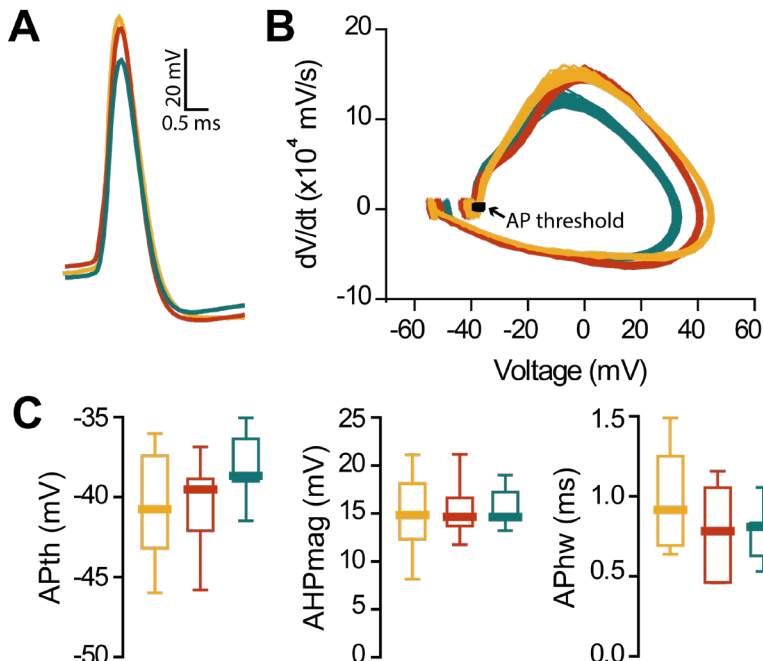 A
20 mV
0.5 ms
B
dV/dt (x10⁴ mV/s)
20
10
0
-10
AP threshold
-60 -40 -20 0 20 40 60
Voltage (mV)
C
APth (mV)
-35
-40
-45
-50
AHPmag (mV)
25
20
15
10
5
0
APhw (ms)
1.5
1.0
0.5
0.0